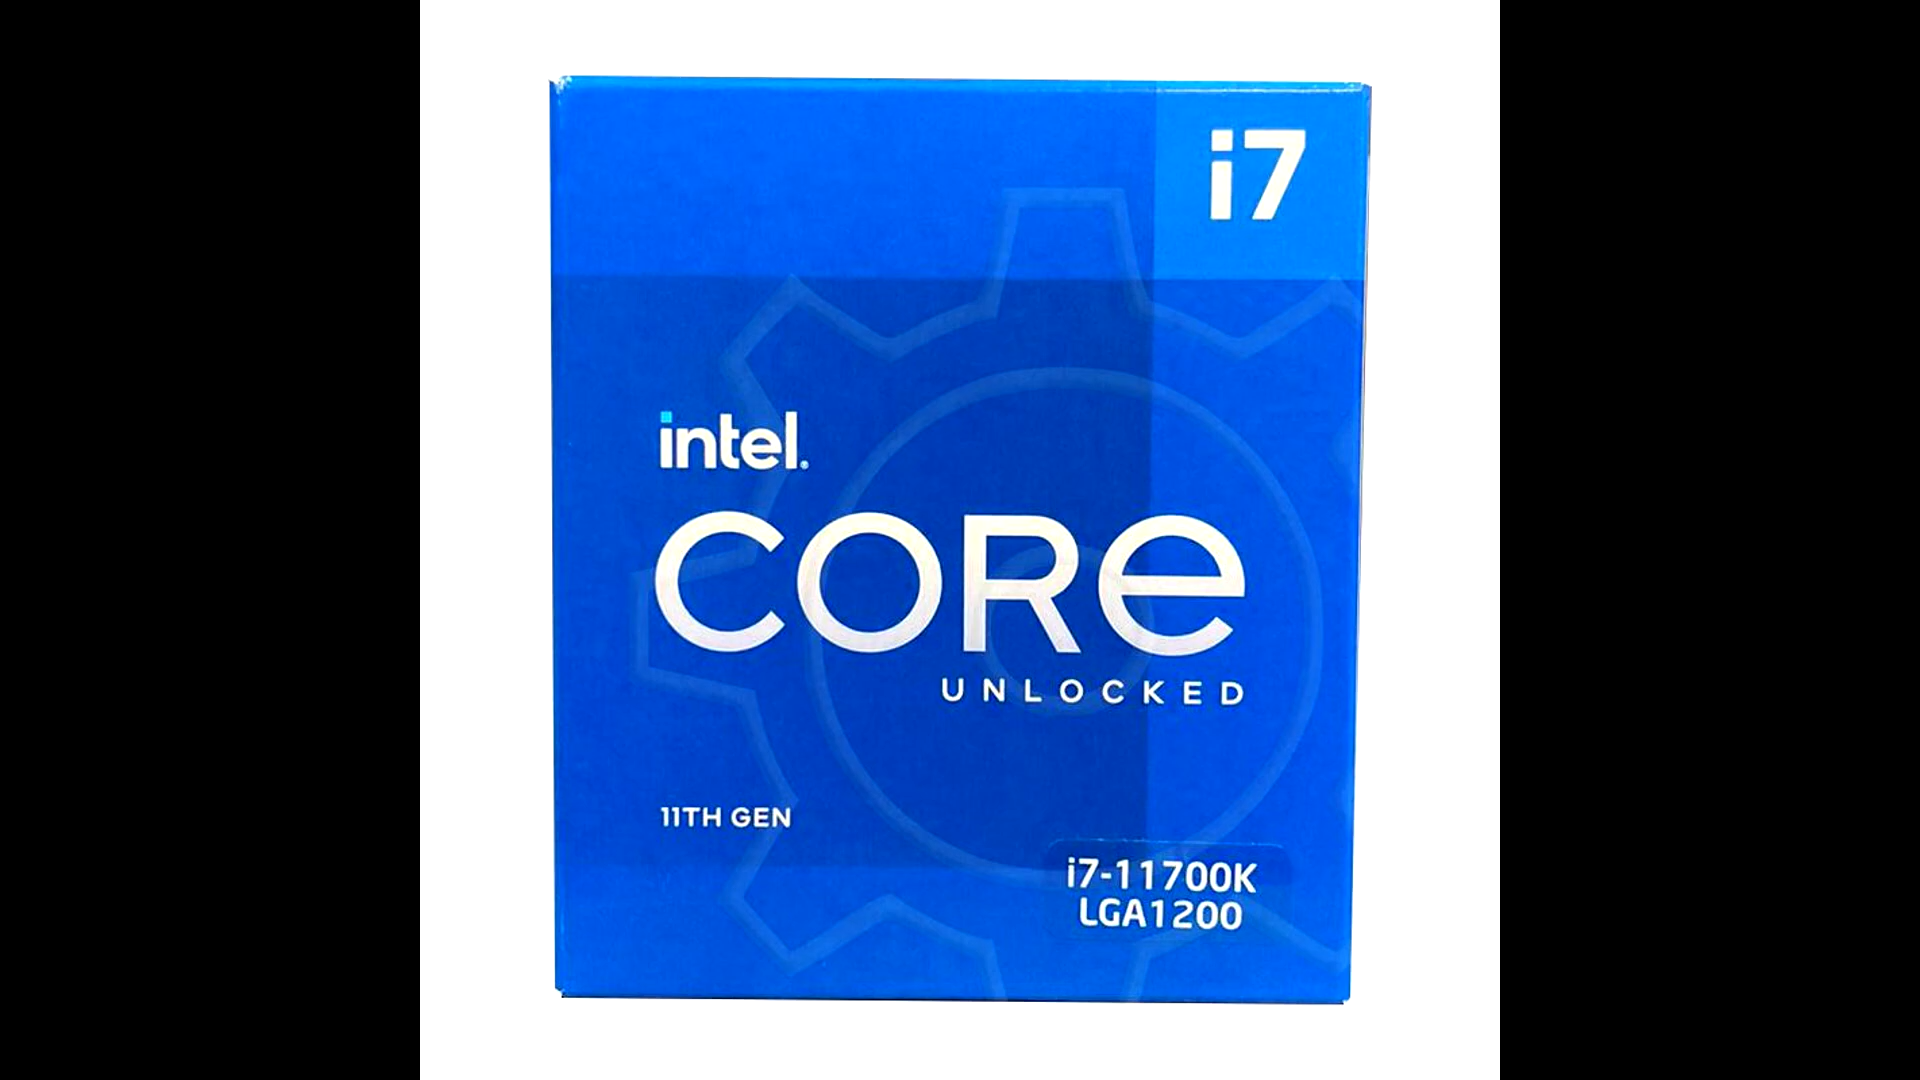 i7
intel.
CORE
UNLOCKED
11TH GEN
i7-11700K
LGA1200